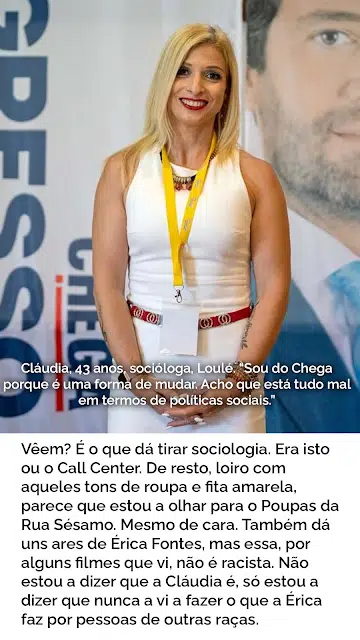 GRESSO
CHEGA
Cláudia, 43 anos, socióloga, Loulé. "Sou do Chega
porque é uma forma de mudar. Acho que está tudo mal
em termos de políticas sociais."
Vêem? É o que dá tirar sociologia. Era isto
ou o Call Center. De resto, loiro com
aqueles tons de roupa e fita amarela,
parece que estou a olhar para o Poupas da
Rua Sésamo. Mesmo de cara. Também dá
uns ares de Érica Fontes, mas essa, por
alguns filmes que vi, não é racista. Não
estou a dizer que a Cláudia é, só estou a
dizer que nunca a vi a fazer o que a Érica
faz por pessoas de outras raças.